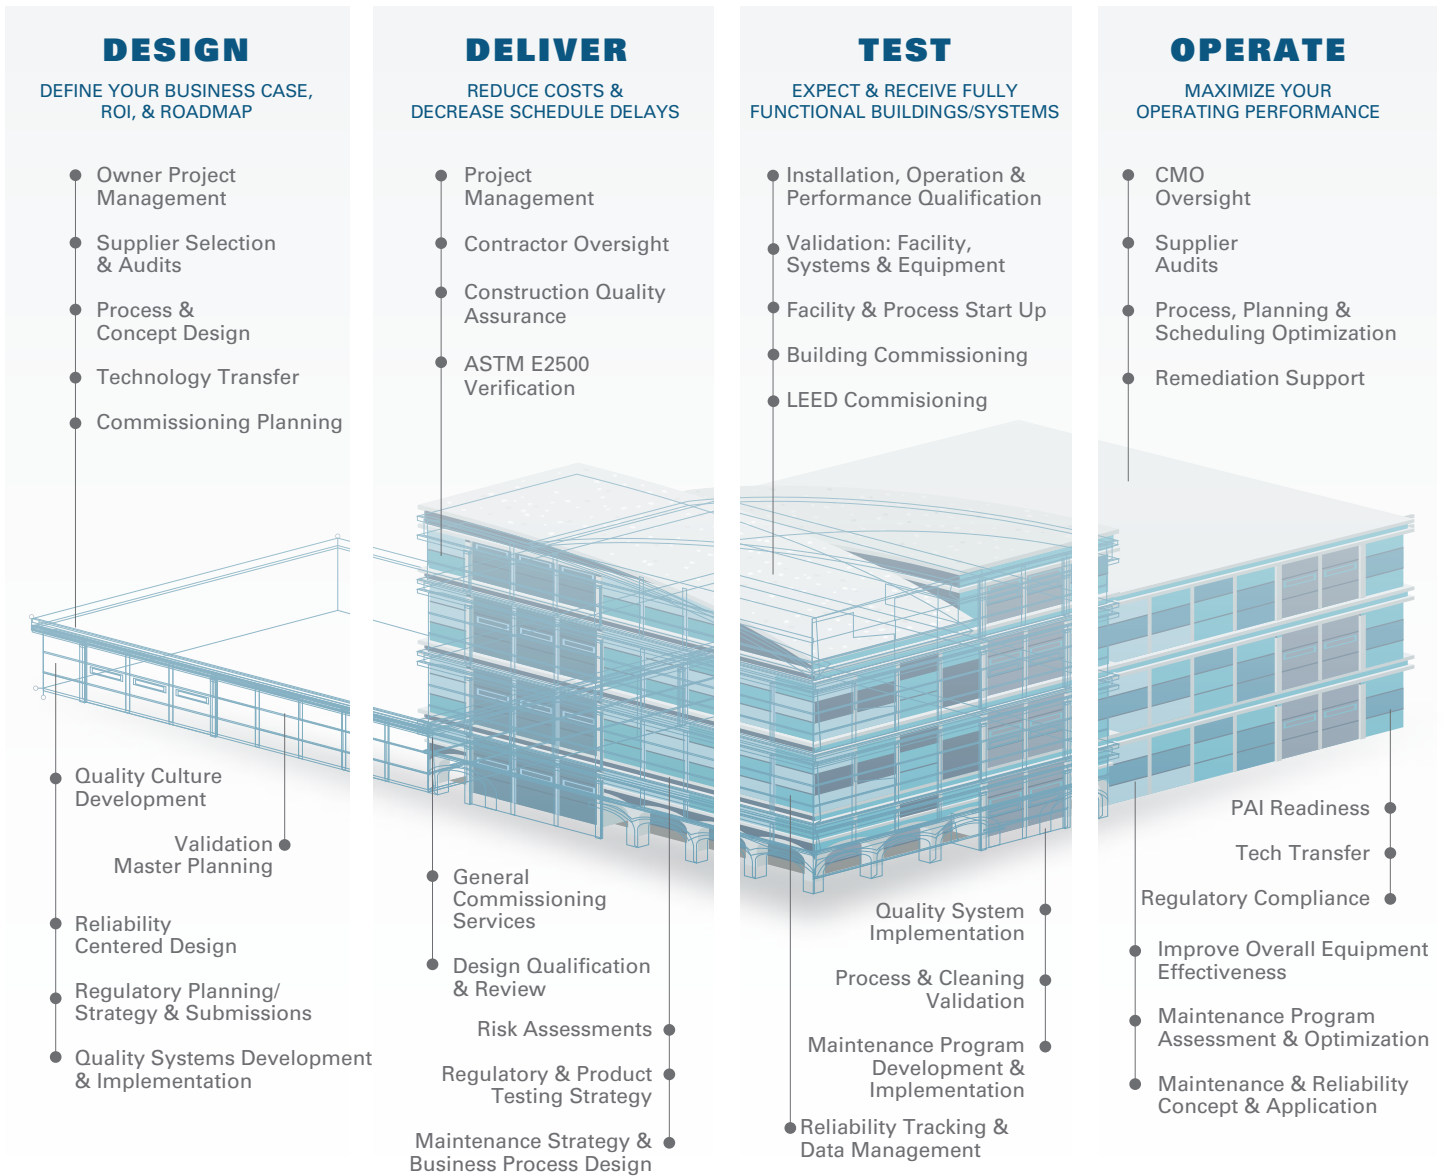 DESIGN
DEFINE YOUR BUSINESS CASE,
ROI, & ROADMAP
Owner Project
Management
Supplier Selection
& Audits
Process &
Concept Design
Technology Transfer
Commissioning Planning
Quality Culture
Development
Validation
Master Planning
Reliability
Centered Design
Regulatory Planning/
Strategy & Submissions
Quality Systems Development
& Implementation
DELIVER
REDUCE COSTS &
DECREASE SCHEDULE DELAYS
Project
Management
Contractor Oversight
Construction Quality
Assurance
ASTM E2500
Verification
General
Commissioning
Services
Design Qualification
& Review
Risk Assessments
Regulatory & Product
Testing Strategy
Maintenance Strategy &
Business Process Design
TEST
EXPECT & RECEIVE FULLY
FUNCTIONAL BUILDINGS/SYSTEMS
Installation, Operation &
Performance Qualification
Validation: Facility,
Systems & Equipment
Facility & Process Start Up
Building Commissioning
LEED Commisioning
Quality System
Implementation
Process & Cleaning
Validation
Maintenance Program
Development &
Implementation
Reliability Tracking &
Data Management
OPERATE
MAXIMIZE YOUR
OPERATING PERFORMANCE
CMO
Oversight
Supplier
Audits
Process, Planning &
Scheduling Optimization
Remediation Support
PAI Readiness
Tech Transfer
Regulatory Compliance
Improve Overall Equipment
Effectiveness
Maintenance Program
Assessment & Optimization
Maintenance & Reliability
Concept & Application